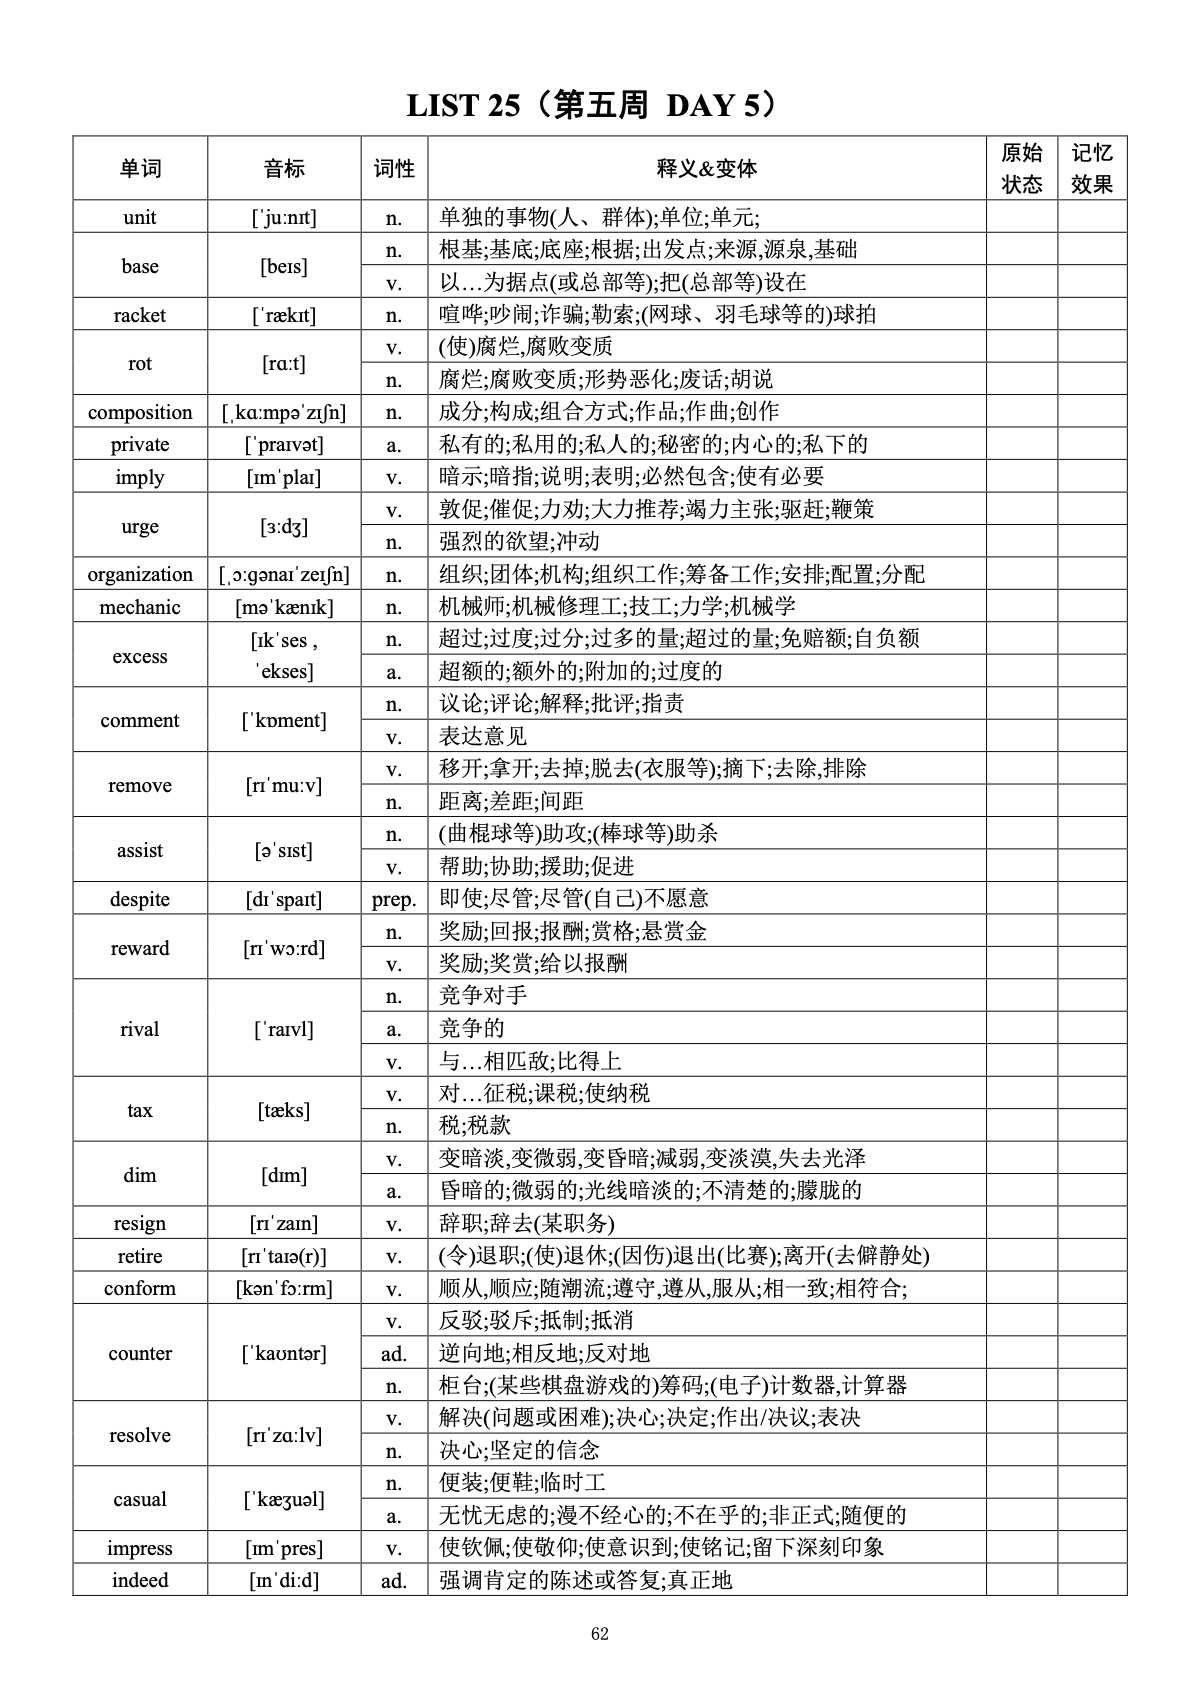 LIST 25（第五周 DAY 5）
单词 音标 词性 释义&变体 原始状态 记忆效果
unit [ˈjuːnɪt] n. 单独的事物(人、群体);单位;单元;
base [beɪs] n. 根基;基底;底座;根据;出发点;来源,源泉,基础
v. 以…为据点(或总部等);把(总部等)设在
racket [ˈrækɪt] n. 喧哗;吵闹;诈骗;勒索;(网球、羽毛球等的)球拍
rot [rɑːt] v. (使)腐烂,腐败变质
n. 腐烂;腐败变质;形势恶化;废话;胡说
composition [ˌkɑːmpəˈzɪʃn] n. 成分;构成;组合方式;作品;作曲;创作
private [ˈpraɪvət] a. 私有的;私用的;私人的;秘密的;内心的;私下的
imply [ɪmˈplaɪ] v. 暗示;暗指;说明;表明;必然包含;使有必要
urge [ɜːdʒ] v. 敦促;催促;力劝;大力推荐;竭力主张;驱赶;鞭策
n. 强烈的欲望;冲动
organization [ˌɔːɡənaɪˈzeɪʃn] n. 组织;团体;机构;组织工作;筹备工作;安排;配置;分配
mechanic [məˈkænɪk] n. 机械师;机械修理工;技工;力学;机械学
excess [ɪkˈses , ˈekses] n. 超过;过度;过分;过多的量;超过的量;免赔额;自负额
a. 超额的;额外的;附加的;过度的
comment [ˈkɒment] n. 议论;评论;解释;批评;指责
v. 表达意见
remove [rɪˈmuːv] v. 移开;拿开;去掉;脱去(衣服等);摘下;去除,排除
n. 距离;差距;间距
assist [əˈsɪst] n. (曲棍球等)助攻;(棒球等)助杀
v. 帮助;协助;援助;促进
despite [dɪˈspaɪt] prep. 即使;尽管;尽管(自己)不愿意
reward [rɪˈwɔːrd] n. 奖励;回报;报酬;赏格;悬赏金
v. 奖励;奖赏;给以报酬
rival [ˈraɪvl] n. 竞争对手
a. 竞争的
v. 与…相匹敌;比得上
tax [tæks] v. 对…征税;课税;使纳税
n. 税;税款
dim [dɪm] v. 变暗淡,变微弱,变昏暗;减弱,变淡漠,失去光泽
a. 昏暗的;微弱的;光线暗淡的;不清楚的;朦胧的
resign [rɪˈzaɪn] v. 辞职;辞去(某职务)
retire [rɪˈtaɪə(r)] v. (令)退职;(使)退休;(因伤)退出(比赛);离开(去僻静处)
conform [kənˈfɔːrm] v. 顺从,顺应;随潮流;遵守,遵从,服从;相一致;相符合;
counter [ˈkaʊntər] v. 反驳;驳斥;抵制;抵消
ad. 逆向地;相反地;反对地
n. 柜台;(某些棋盘游戏的)筹码;(电子)计数器,计算器
resolve [rɪˈzɑːlv] v. 解决(问题或困难);决心;决定;作出/决议;表决
n. 决心;坚定的信念
casual [ˈkæʒuəl] n. 便装;便鞋;临时工
a. 无忧无虑的;漫不经心的;不在乎的;非正式;随便的
impress [ɪmˈpres] v. 使钦佩;使敬仰;使意识到;使铭记;留下深刻印象
indeed [ɪnˈdiːd] ad. 强调肯定的陈述或答复;真正地
62